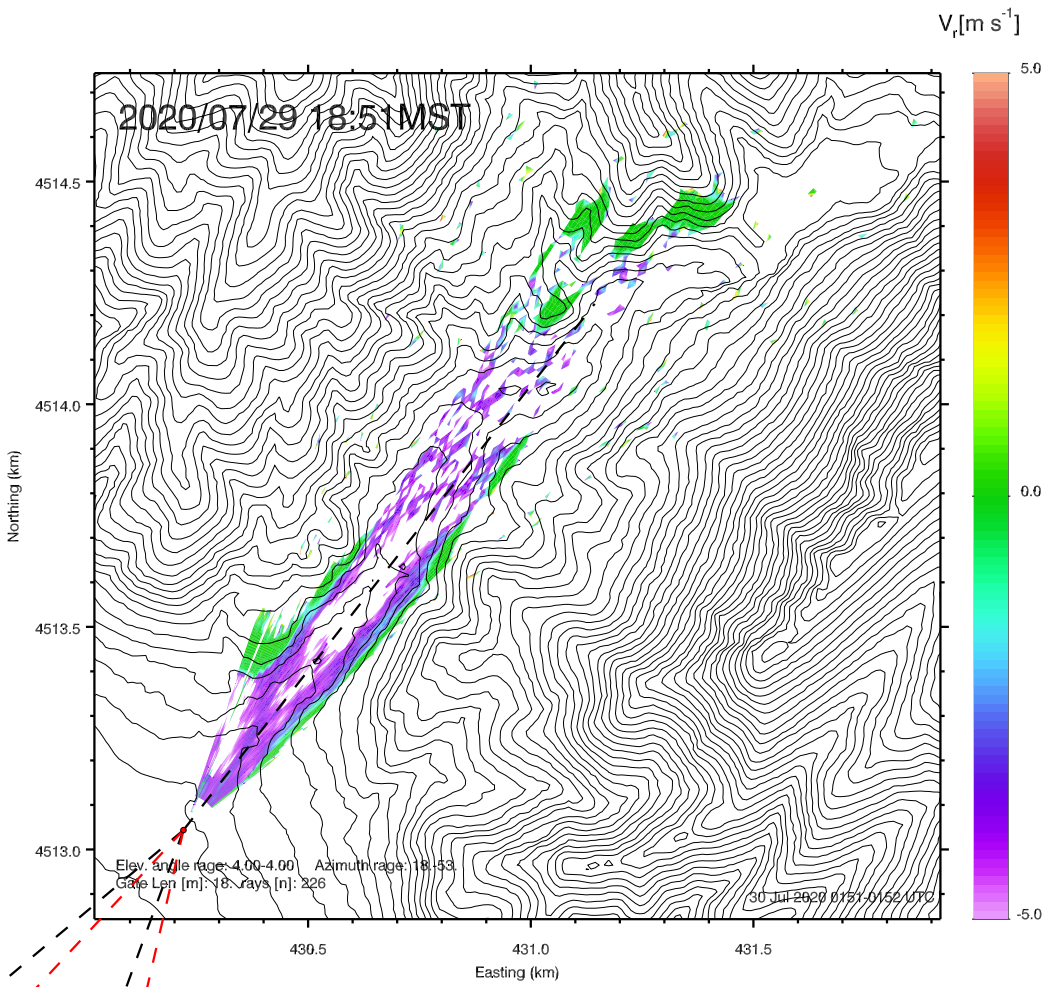 Vr[m s-1]
5.0
2020/07/29 18:51MST
4514.5
4514.0
0.0
Northing (km)
4513.5
4513.0
Elev. angle rage: 4.00-4.00 Azimuth rage: 18.-53.
Gate Len [m]: 18. rays [n]: 226
30 Jul 2020 0151-0152 UTC
-5.0
430.5 431.0 431.5
Easting (km)